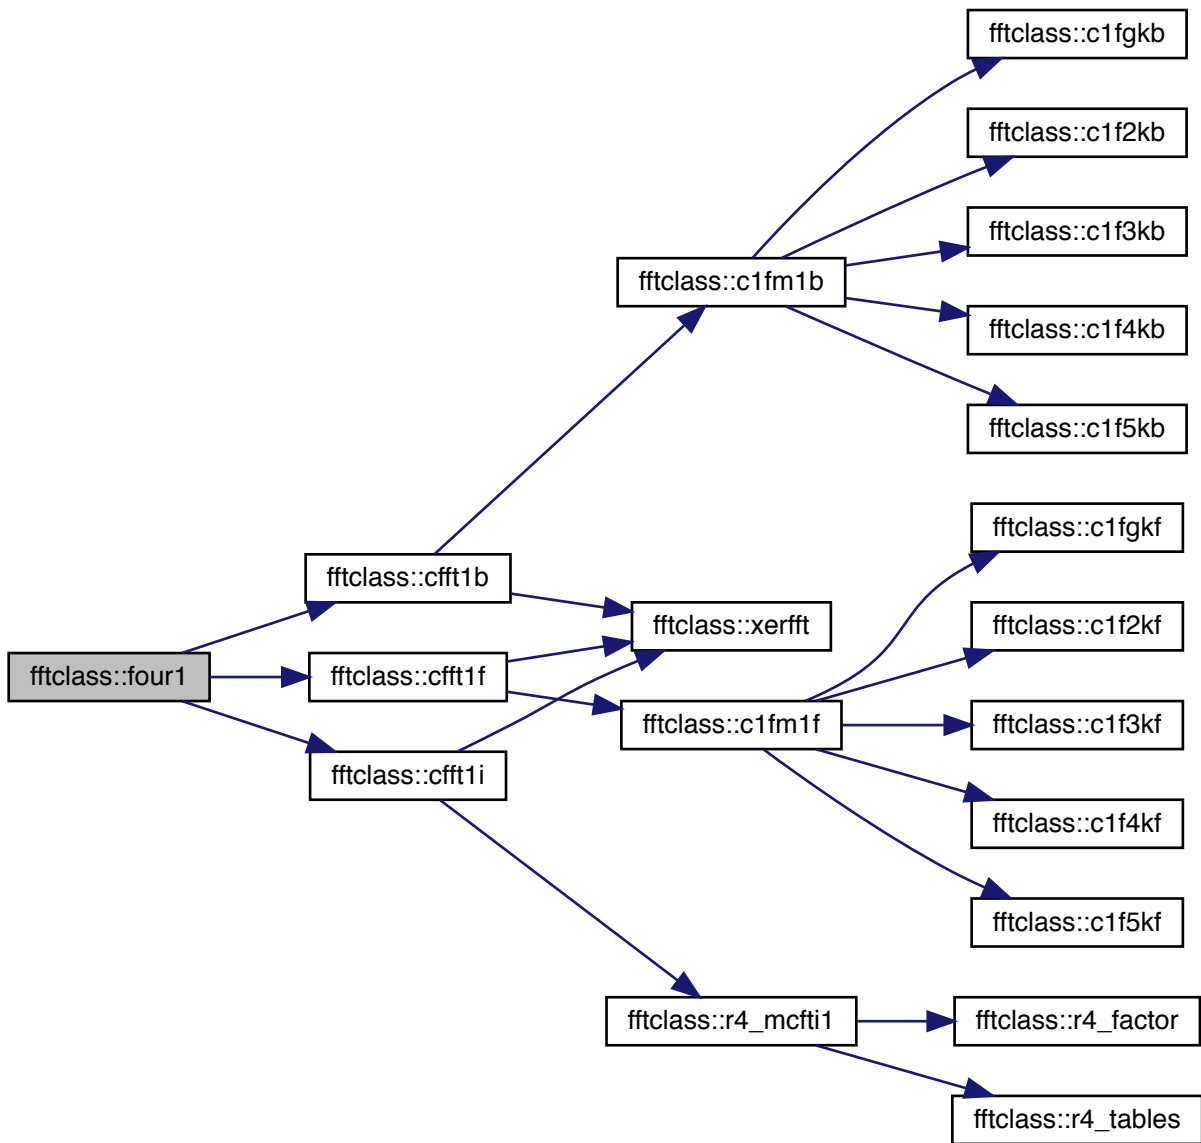 fftclass::c1fgkb
fftclass::c1f2kb
fftclass::c1f3kb
fftclass::c1fm1b
fftclass::c1f4kb
fftclass::c1f5kb
fftclass::c1fgkf
fftclass::cfft1b
fftclass::xerfft
fftclass::c1f2kf
fftclass::four1
fftclass::cfft1f
fftclass::c1fm1f
fftclass::c1f3kf
fftclass::cfft1i
fftclass::c1f4kf
fftclass::c1f5kf
fftclass::r4_mcfti1
fftclass::r4_factor
fftclass::r4_tables